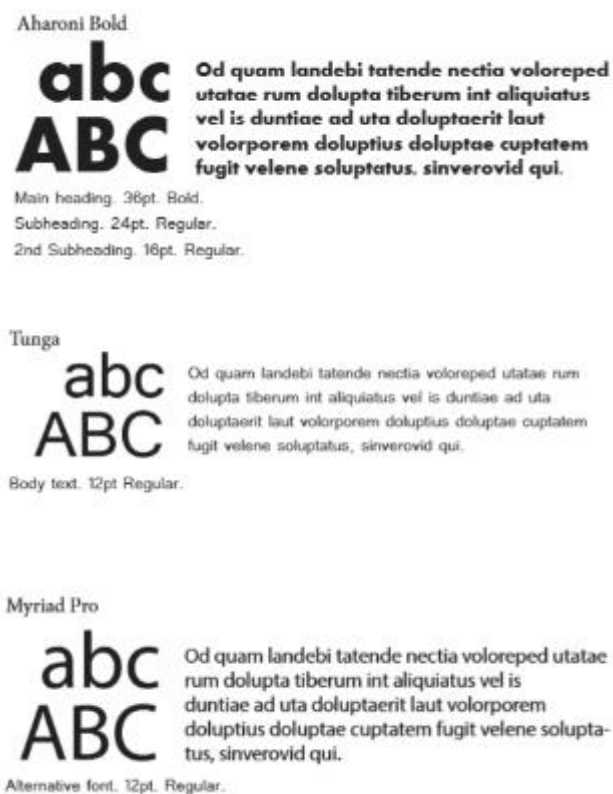 Aharoni Bold
abc
ABC
Od quam landebi tatende nectia voloreped
utatae rum dolupta tiberum int aliquiatus
vel is duntiae ad uta doluptaerit laut
volorporem doluptius doluptae cuptatem
fugit velene soluptatus. sinverovid qui.
Main heading. 36pt. Bold.
Subheading. 24pt. Regular.
2nd Subheading. 16pt. Regular.
Tunga
abc
ABC
Od quam landebi tatende nectia voloreped utatae rum
dolupta tiberum int aliquiatus vel is duntiae ad uta
doluptaerit laut volorporem doluptius doluptae cuptatem
fugit velene soluptatus, sinverovid qui.
Body text. 12pt Regular.
Myriad Pro
abc
ABC
Od quam landebi tatende nectia voloreped utatae
rum dolupta tiberum int aliquiatus vel is
duntiae ad uta doluptaerit laut volorporem
doluptius doluptae cuptatem fugit velene solupta-
tus, sinverovid qui.
Alternative font. 12pt. Regular.